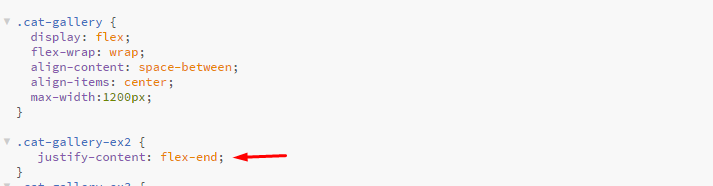 .cat-gallery {
display: flex;
flex-wrap: wrap;
align-content: space-between;
align-items: center;
max-width:1200px;
}
.cat-gallery-ex2 {
justify-content: flex-end;
}